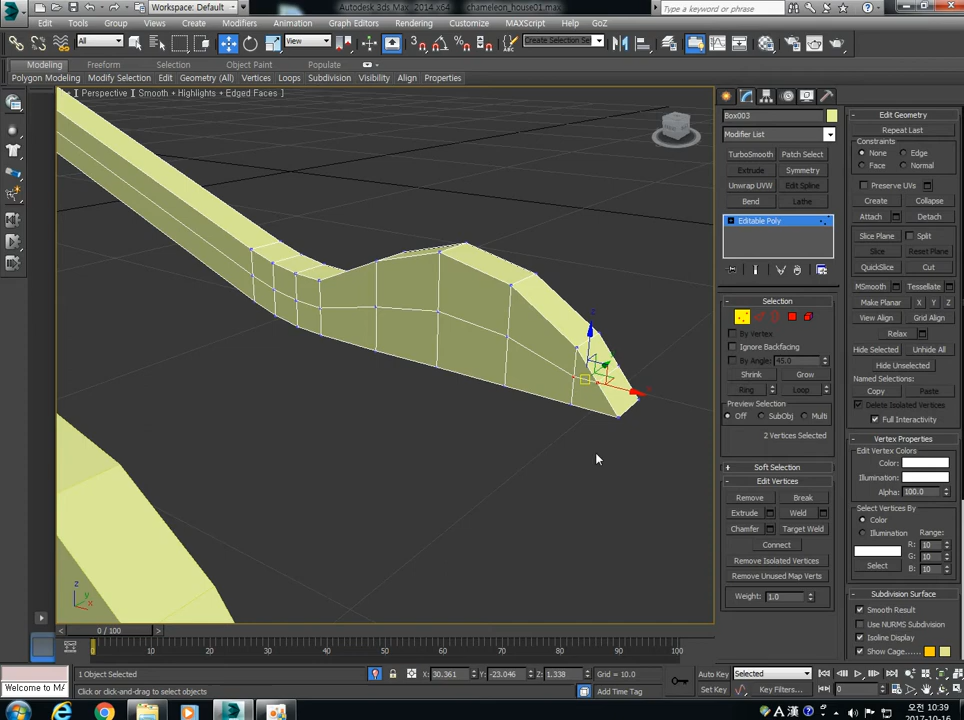 Workspace: Default
Autodesk 3ds Max 2014 x64
chameleon_house01.max
Type a keyword or phrase
Edit Tools Group Views Create Modifiers Animation Graph Editors Rendering Customize MAXScript Help GoZ
All
View
Create Selection Se
Modeling Freeform Selection Object Paint Populate
Polygon Modeling Modify Selection Edit Geometry (All) Vertices Loops Subdivision Visibility Align Properties
[ Perspective ][ Smooth + Highlights + Edged Faces ]
Box003
Modifier List
TurboSmooth Patch Select
Extrude Symmetry
Unwrap UVW Edit Spline
Bend Lathe
Editable Poly
Selection
By Vertex
Ignore Backfacing
By Angle: 45.0
Shrink Grow
Ring Loop
Preview Selection
Off SubObj Multi
2 Vertices Selected
Soft Selection
Edit Vertices
Remove Break
Extrude Weld
Chamfer Target Weld
Connect
Remove Isolated Vertices
Remove Unused Map Verts
Weight: 1.0
Edit Geometry
Repeat Last
Constraints
None Edge
Face Normal
Preserve UVs
Create Collapse
Attach Detach
Slice Plane Split
Slice Reset Plane
QuickSlice Cut
MSmooth Tessellate
Make Planar X Y Z
View Align Grid Align
Relax
Hide Selected Unhide All
Hide Unselected
Named Selections:
Copy Paste
Delete Isolated Vertices
Full Interactivity
Vertex Properties
Edit Vertex Colors
Color:
Illumination:
Alpha: 100.0
Select Vertices By
Color
Illumination
Range:
R: 10
G: 10
B: 10
Select
Subdivision Surface
Smooth Result
Use NURMS Subdivision
Isoline Display
Show Cage......
z
y
x
0 / 100
0 10 20 30 40 50 60 70 80 90 100
1 Object Selected
X: 30.361 Y: -23.046 Z: 1.338 Grid = 10.0
Auto Key Selected
Welcome to MA
Click or click-and-drag to select objects
Add Time Tag
Set Key Key Filters...
0
A 漢
오전 10:39
2017-10-16